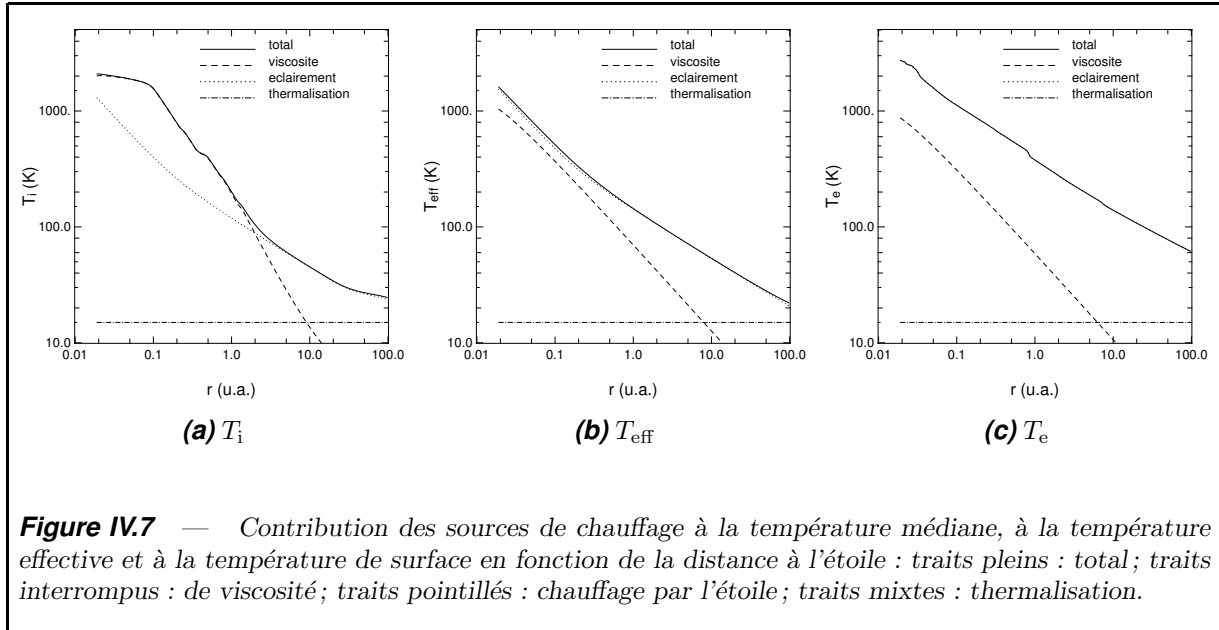 total
viscosite
eclairement
thermalisation
1000.
100.0
10.0
T_i (K)
0.01
0.1
1.0
10.0
100.0
r (u.a.)
(a) T_i
total
viscosite
eclairement
thermalisation
1000.
100.0
10.0
T_eff (K)
0.01
0.1
1.0
10.0
100.0
r (u.a.)
(b) T_eff
total
viscosite
eclairement
thermalisation
1000.
100.0
10.0
T_e (K)
0.01
0.1
1.0
10.0
100.0
r (u.a.)
(c) T_e
Figure IV.7 — Contribution des sources de chauffage à la température médiane, à la température
effective et à la température de surface en fonction de la distance à l'étoile : traits pleins : total ; traits
interrompus : de viscosité ; traits pointillés : chauffage par l'étoile ; traits mixtes : thermalisation.